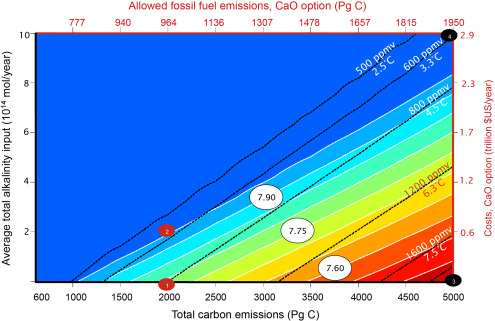 Allowed fossil fuel emissions, CaO option (Pg C)
777 940 964 1136 1307 1448 1657 1815 1950
10 8 6 4 2
Average total alkalinity input (10¹⁴ mol/year)
500 ppmv
2.5°C
600 ppmv
3.3°C
800 ppmv
4.5°C
1200 ppmv
6.3°C
1600 ppmv
7.5°C
7.90
7.75
7.60
1
2
3
4
2.9
2.3
1.7
1.2
0.6
Costs, CaO option (trillion $US/year)
600 1000 1500 2000 2500 3000 3500 4000 4500 5000
Total carbon emissions (Pg C)